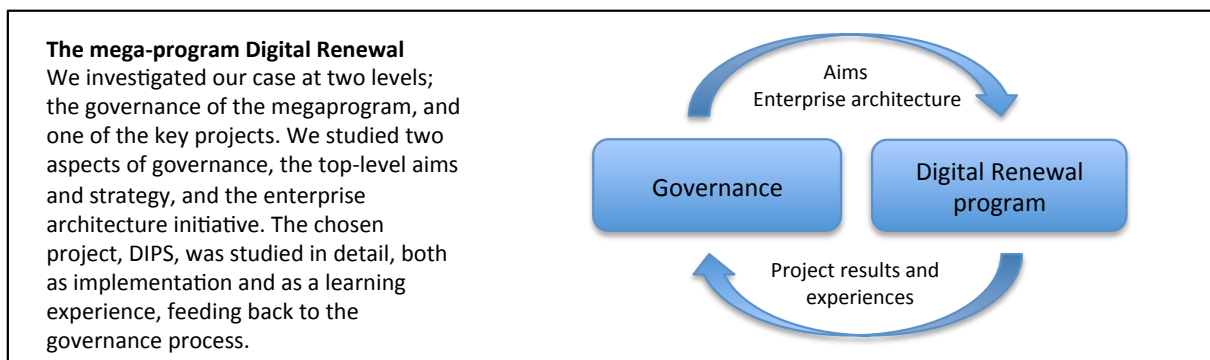 The mega-program Digital Renewal
We investigated our case at two levels;
the governance of the megaprogram, and
one of the key projects. We studied two
aspects of governance, the top-level aims
and strategy, and the enterprise
architecture initiative. The chosen
project, DIPS, was studied in detail, both
as implementation and as a learning
experience, feeding back to the
governance process.
Aims
Enterprise architecture
Governance
Digital Renewal
program
Project results and
experiences